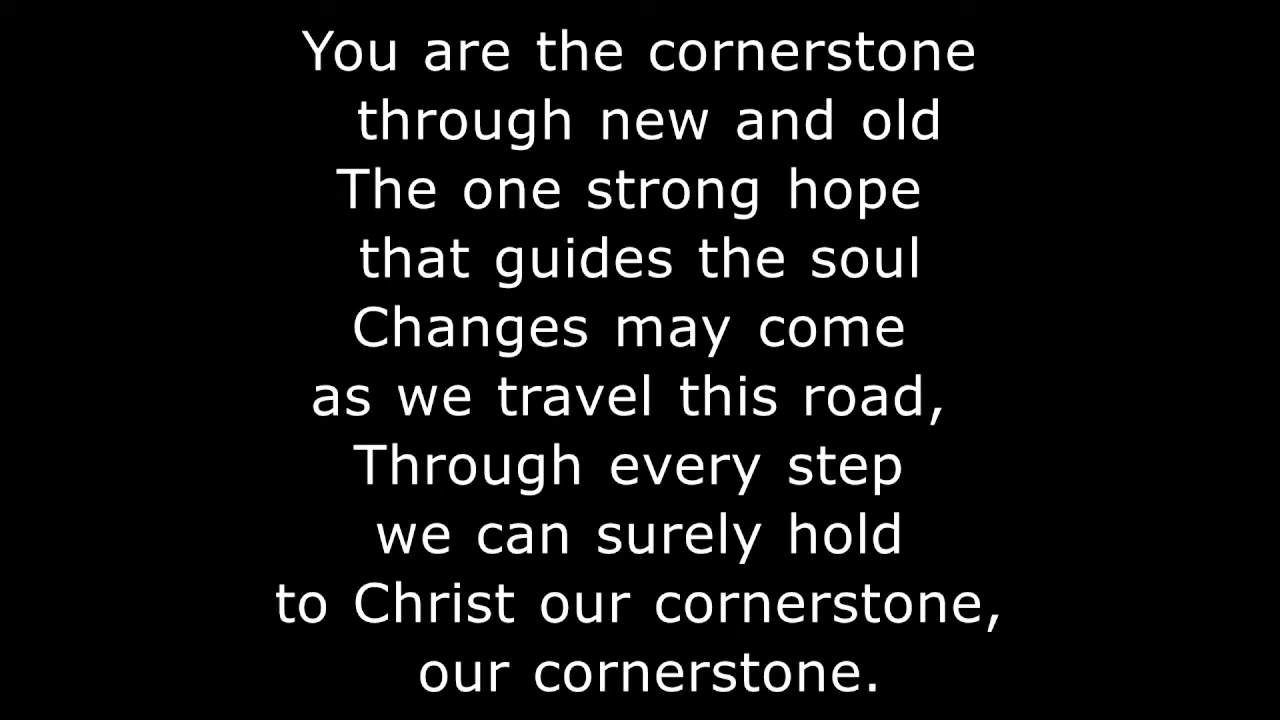 You are the cornerstone
through new and old
The one strong hope
that guides the soul
Changes may come
as we travel this road,
Through every step
we can surely hold
to Christ our cornerstone,
our cornerstone.